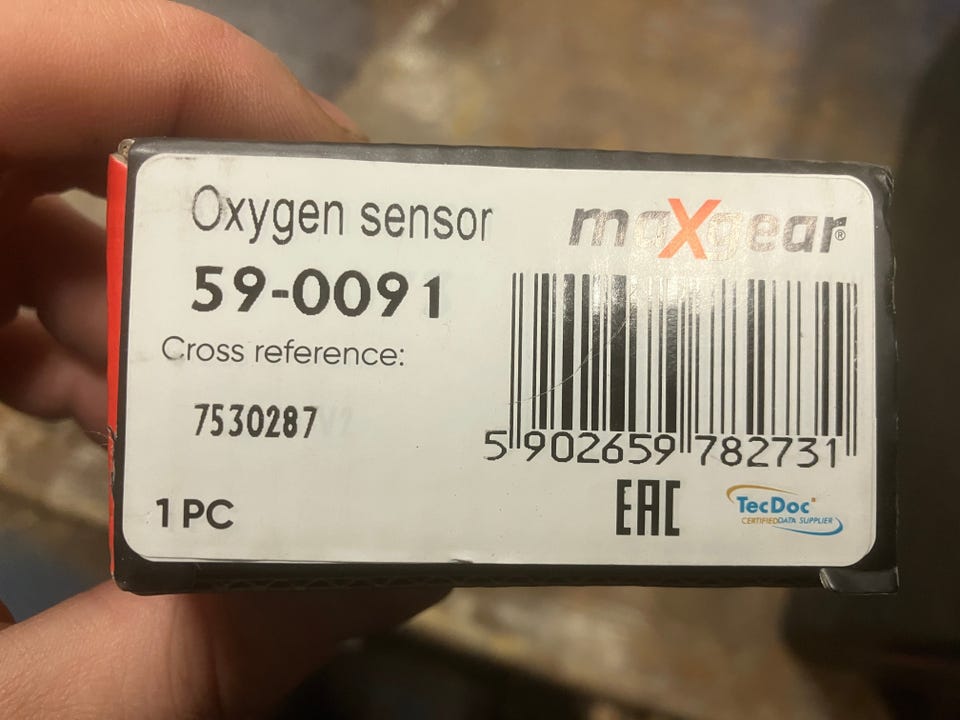 Oxygen sensor
maXgear®
59-0091
Cross reference:
7530287
5 902659 782731
1 PC
EAC
TecDoc®
CERTIFIED DATA SUPPLIER